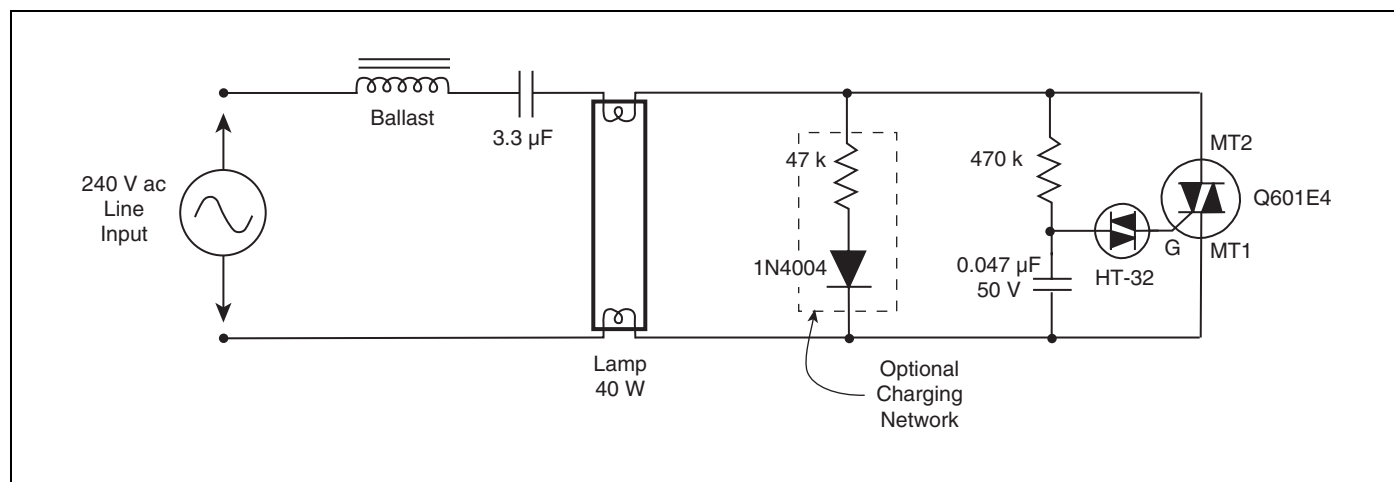 Ballast
3.3 µF
240 V ac
Line
Input
Lamp
40 W
47 k
1N4004
Optional
Charging
Network
470 k
0.047 µF
50 V
HT-32
G
MT2
Q601E4
MT1